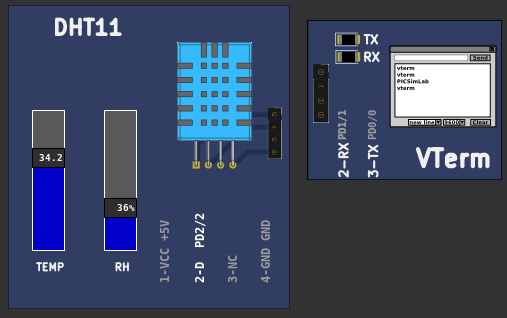 DHT11
34.2
36%
TEMP
RH
1-VCC +5V
2-D PD2/2
3-NC
4-GND GND
TX
RX
2-RX PD1/1
3-TX PD0/0
Send
vterm
vterm
PICSimLab
vterm
new line
9600
Clear
VTerm